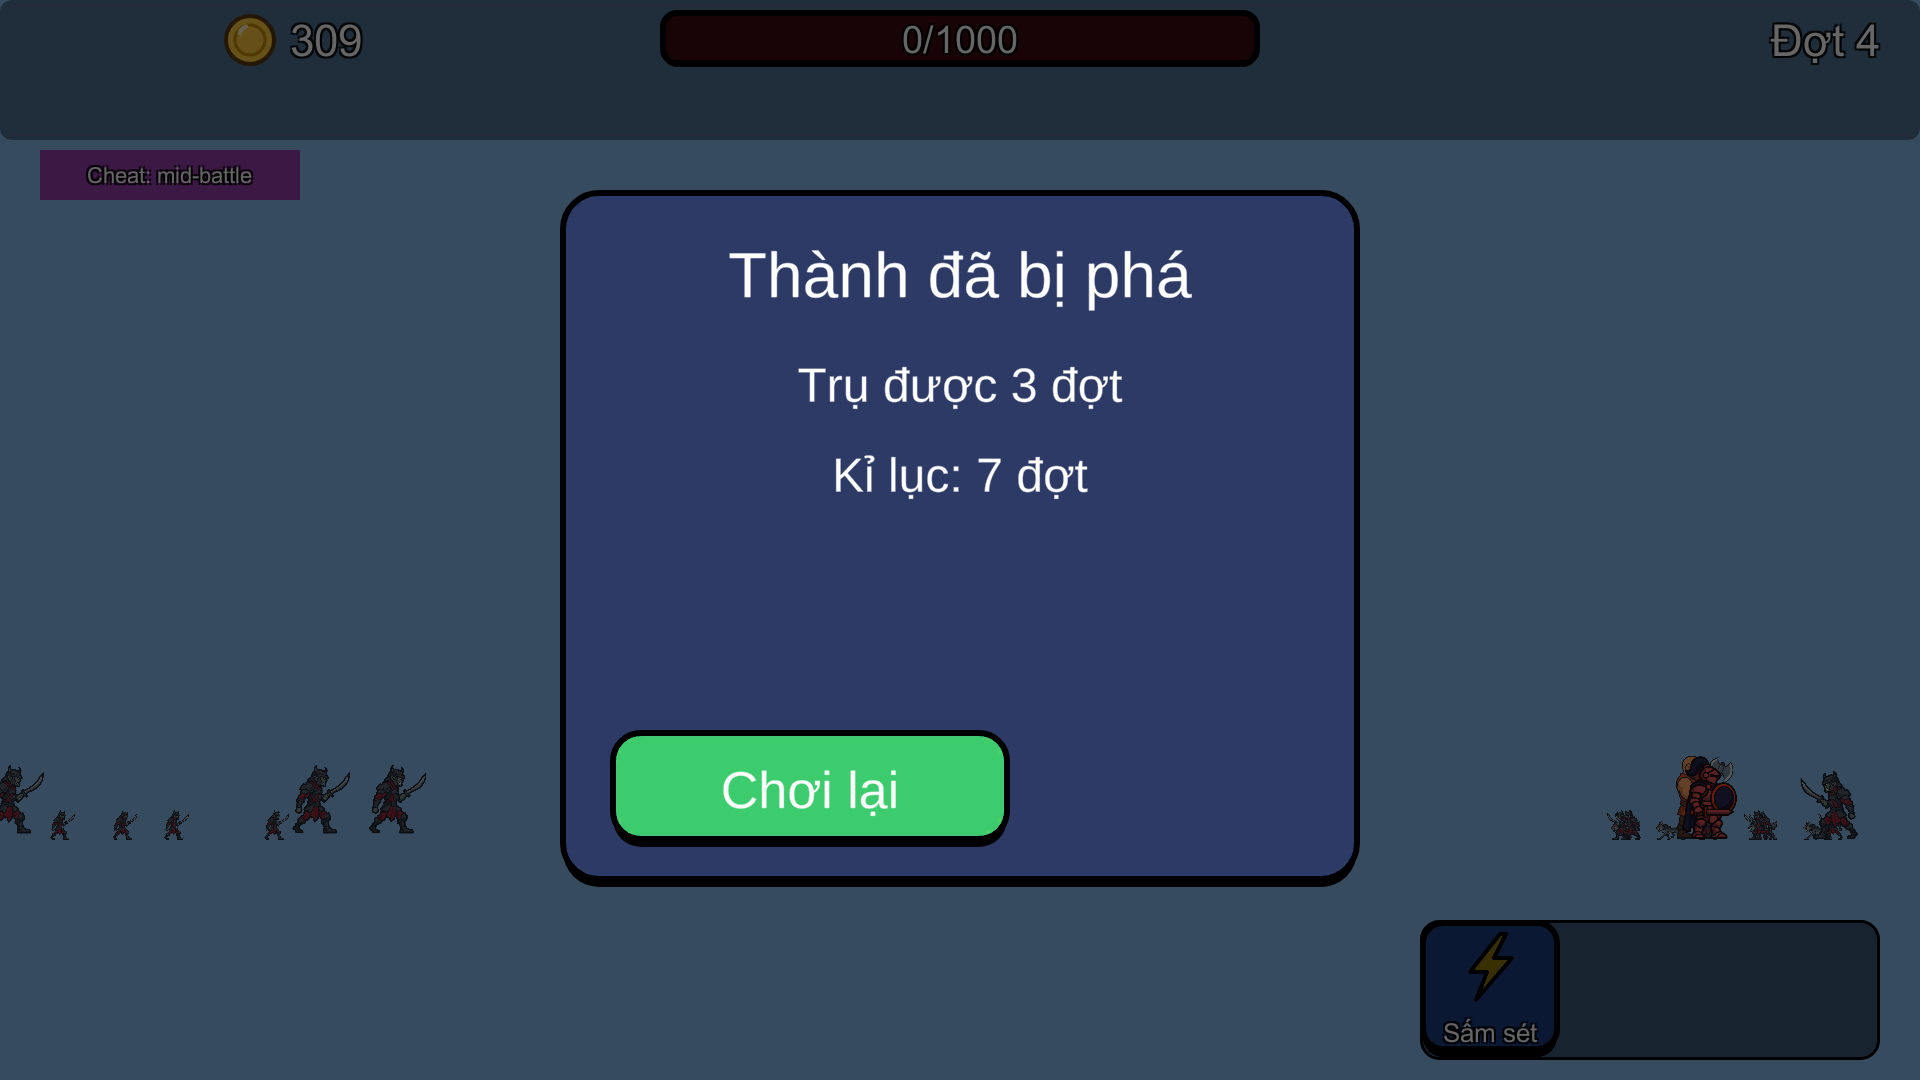 309
0/1000
Đợt 4
Cheat: mid-battle
Thành đã bị phá
Trụ được 3 đợt
Kỉ lục: 7 đợt
Chơi lại
Sấm sét